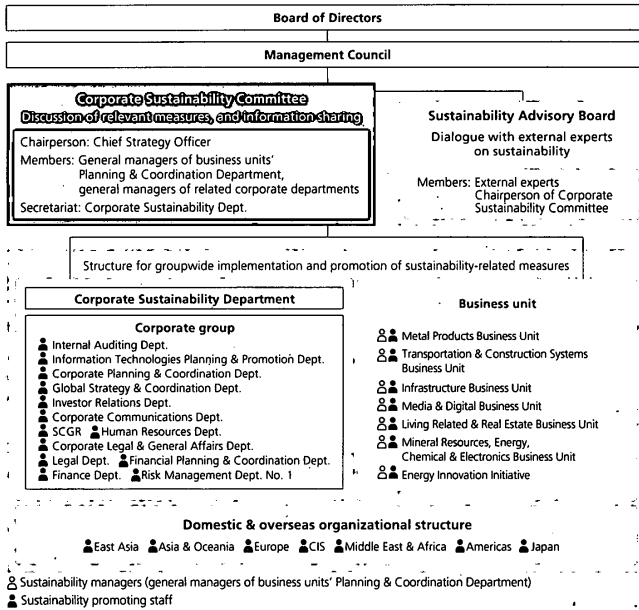 Board of Directors
Management Council
Corporate Sustainability Committee
Discussion of relevant measures, and information sharing
Chairperson: Chief Strategy Officer
Members: General managers of business units'
Planning & Coordination Department,
general managers of related corporate departments
Secretariat: Corporate Sustainability Dept.
Sustainability Advisory Board
Dialogue with external experts
on sustainability
Members: External experts
Chairperson of Corporate
Sustainability Committee
Structure for groupwide implementation and promotion of sustainability-related measures
Corporate Sustainability Department
Corporate group
Internal Auditing Dept.
Information Technologies Planning & Promotion Dept.
Corporate Planning & Coordination Dept.
Global Strategy & Coordination Dept.
Investor Relations Dept.
Corporate Communications Dept.
SCGR Human Resources Dept.
Corporate Legal & General Affairs Dept.
Legal Dept. Financial Planning & Coordination Dept.
Finance Dept. Risk Management Dept. No. 1
Business unit
Metal Products Business Unit
Transportation & Construction Systems
Business Unit
Infrastructure Business Unit
Media & Digital Business Unit
Living Related & Real Estate Business Unit
Mineral Resources, Energy,
Chemical & Electronics Business Unit
Energy Innovation Initiative
Domestic & overseas organizational structure
East Asia Asia & Oceania Europe CIS Middle East & Africa Americas Japan
Sustainability managers (general managers of business units' Planning & Coordination Department)
Sustainability promoting staff